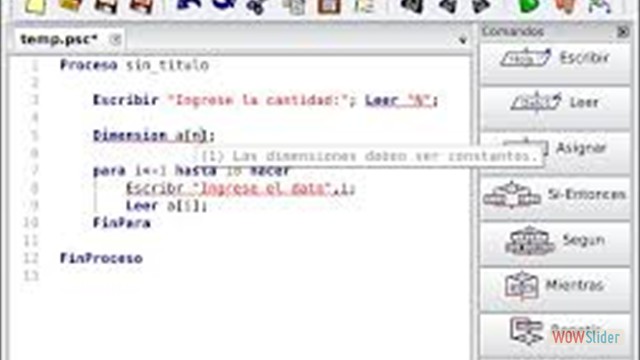 temp.psc*
1 Proceso sin_titulo
2
3 Escribir "Ingrese la cantidad:"; Leer "N";
4
5 Dimension a[n];
6 (1) Las dimensiones deben ser constantes.
7 para i<-1 hasta 10 hacer
8 Escribr "Ingrese el dato",i;
9 Leer a[i];
10 FinPara
11
12 FinProceso
13
Comandos
Escribir
Leer
Asignar
Si-Entonces
Segun
Mientras
WOWSlider